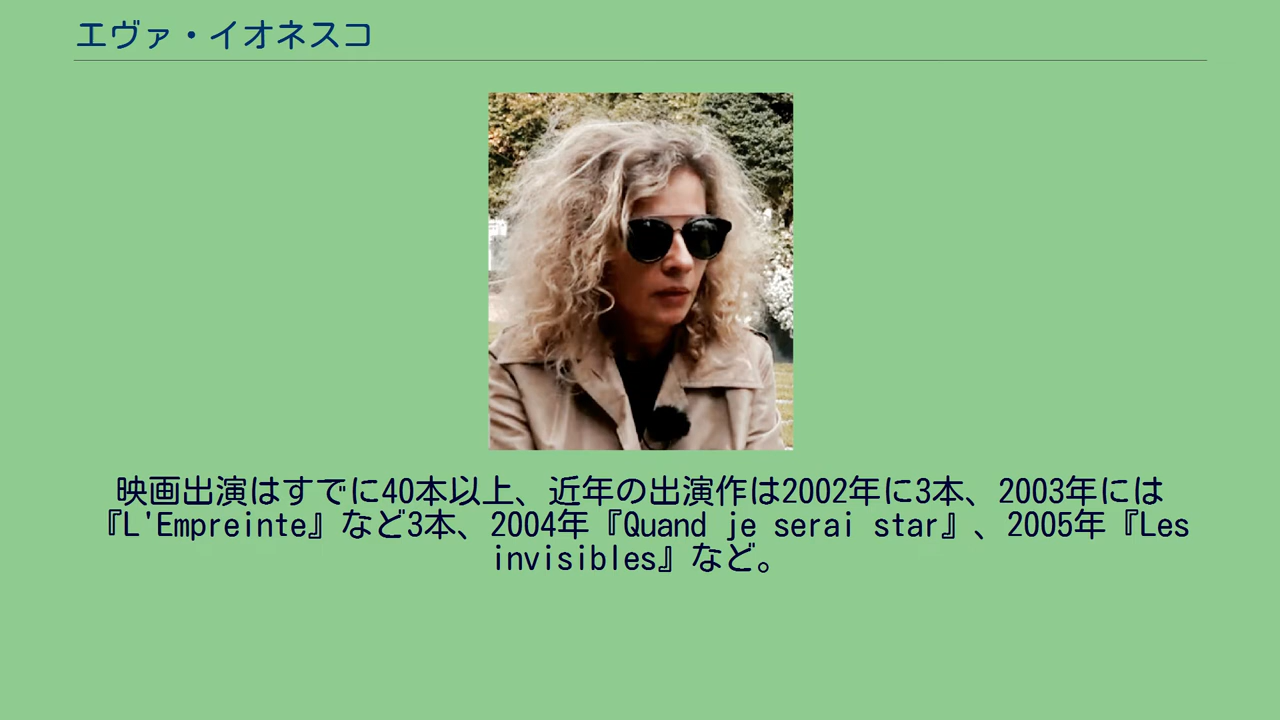 エヴァ・イオネスコ
映画出演はすでに40本以上、近年の出演作は2002年に3本、2003年には
『L'Empreinte』など3本、2004年『Quand je serai star』、2005年『Les
invisibles』など。